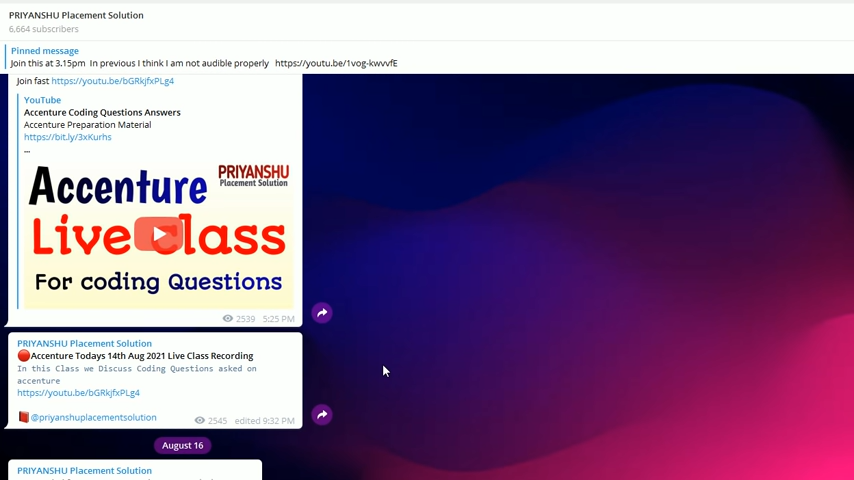 PRIYANSHU Placement Solution
6,664 subscribers
Pinned message
Join this at 3.15pm In previous I think I am not audible properly https://youtu.be/1vog-kwvvfE
Join fast https://youtu.be/bGRkjfxPLg4
YouTube
Accenture Coding Questions Answers
Accenture Preparation Material
https://bit.ly/3xKurhs
...
Accenture
PRIYANSHU
Placement Solution
Live Class
For coding Questions
2539 5:25 PM
PRIYANSHU Placement Solution
Accenture Todays 14th Aug 2021 Live Class Recording
In this Class we Discuss Coding Questions asked on
accenture
https://youtu.be/bGRkjfxPLg4
@priyanshuplacementsolution
2545 edited 9:32 PM
August 16
PRIYANSHU Placement Solution